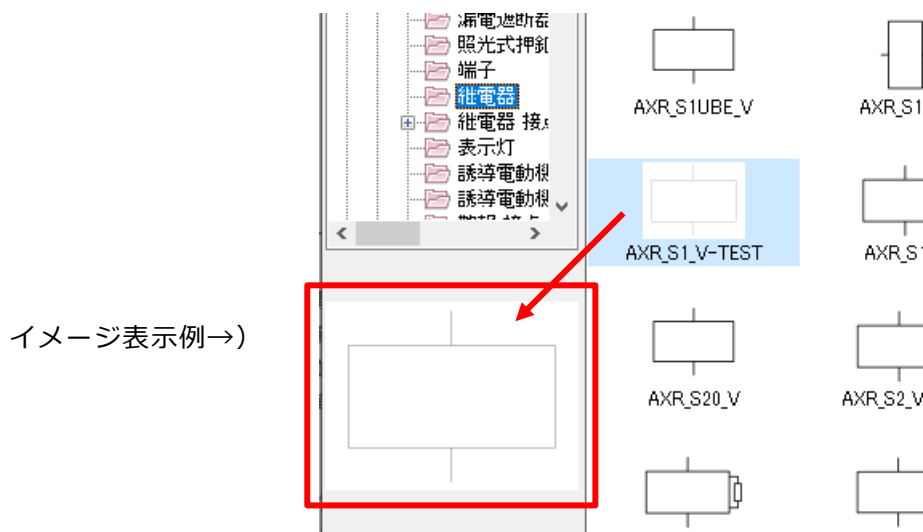 漏電遮断器
照光式押釦
端子
継電器
継電器 接点
表示灯
誘導電動機
誘導電動機
AXR_S1UBE_V
AXR_S1
AXR_S1_V-TEST
AXR_S1
イメージ表示例→）
AXR_S20_V
AXR_S2_V